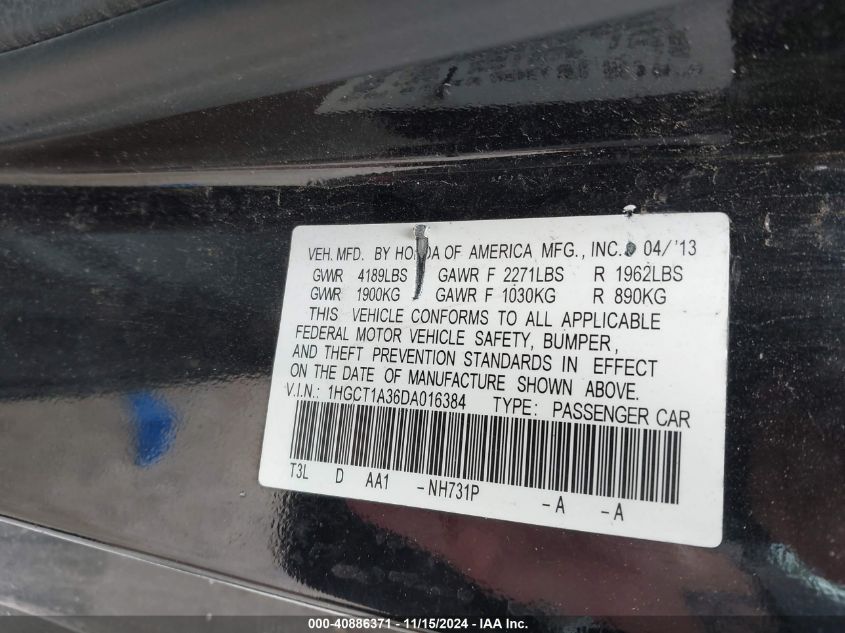 VEH. MFD. BY HONDA OF AMERICA MFG., INC. 04/'13
GVWR 4189LBS GAWR F 2271LBS R 1962LBS
GVWR 1900KG GAWR F 1030KG R 890KG
THIS VEHICLE CONFORMS TO ALL APPLICABLE
FEDERAL MOTOR VEHICLE SAFETY, BUMPER,
AND THEFT PREVENTION STANDARDS IN EFFECT
ON THE DATE OF MANUFACTURE SHOWN ABOVE.
V.I.N.: 1HGCT1A36DA016384 TYPE: PASSENGER CAR
T3L D AA1 -NH731P -A -A
000-40886371 - 11/15/2024 - IAA Inc.